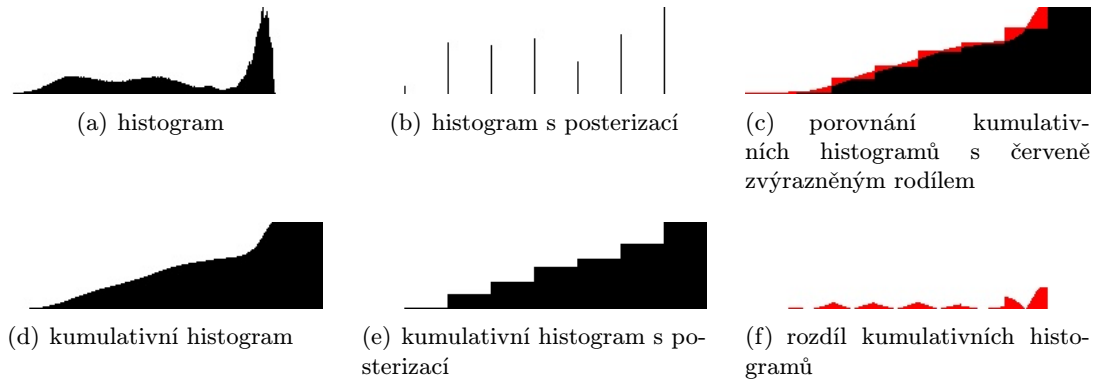 (a) histogram
(b) histogram s posterizací
(c) porovnání kumulativ-
ních histogramů s červeně
zvýrazněným rodílem
(d) kumulativní histogram
(e) kumulativní histogram s po-
sterizací
(f) rozdíl kumulativních histo-
gramů